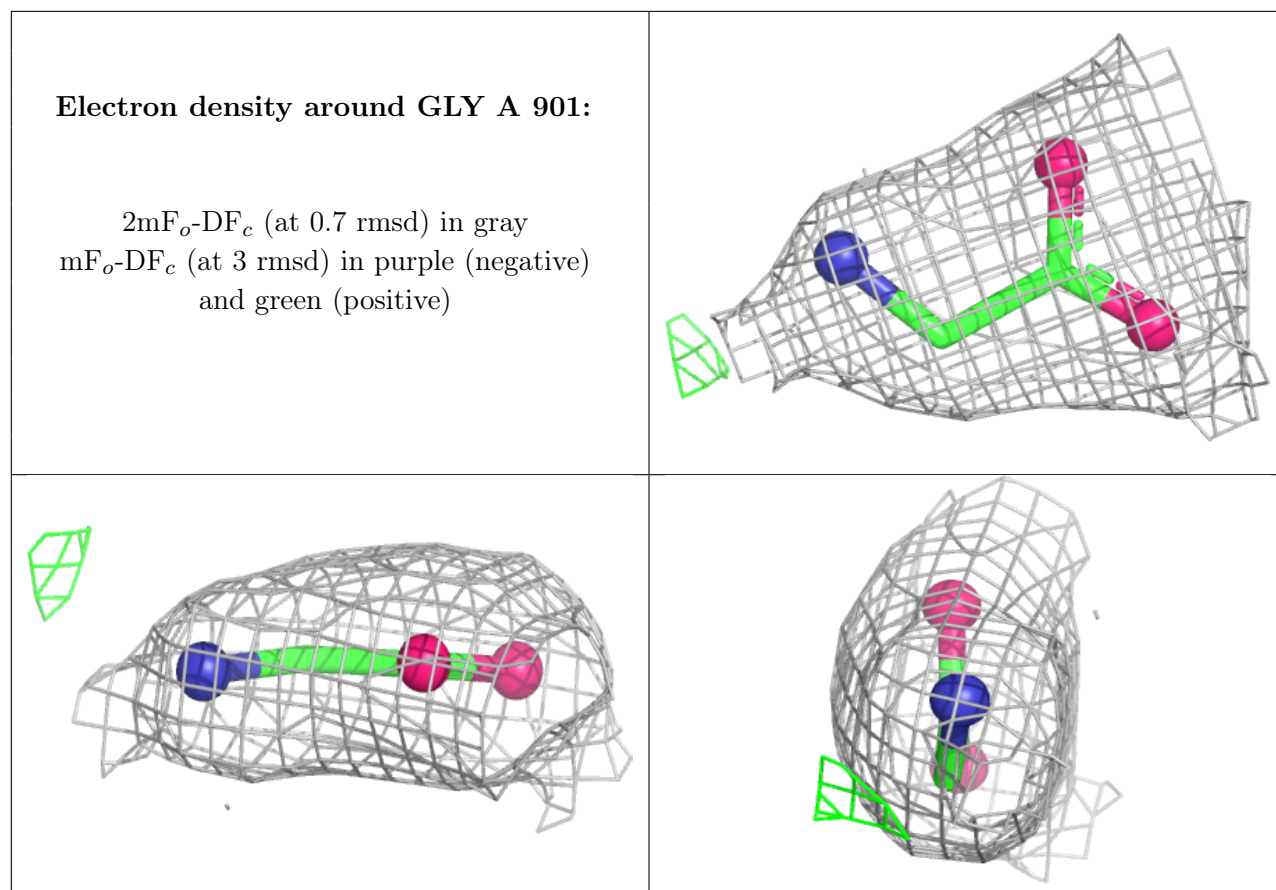 Electron density around GLY A 901:
2mFo-DFc (at 0.7 rmsd) in gray
mFo-DFc (at 3 rmsd) in purple (negative)
and green (positive)